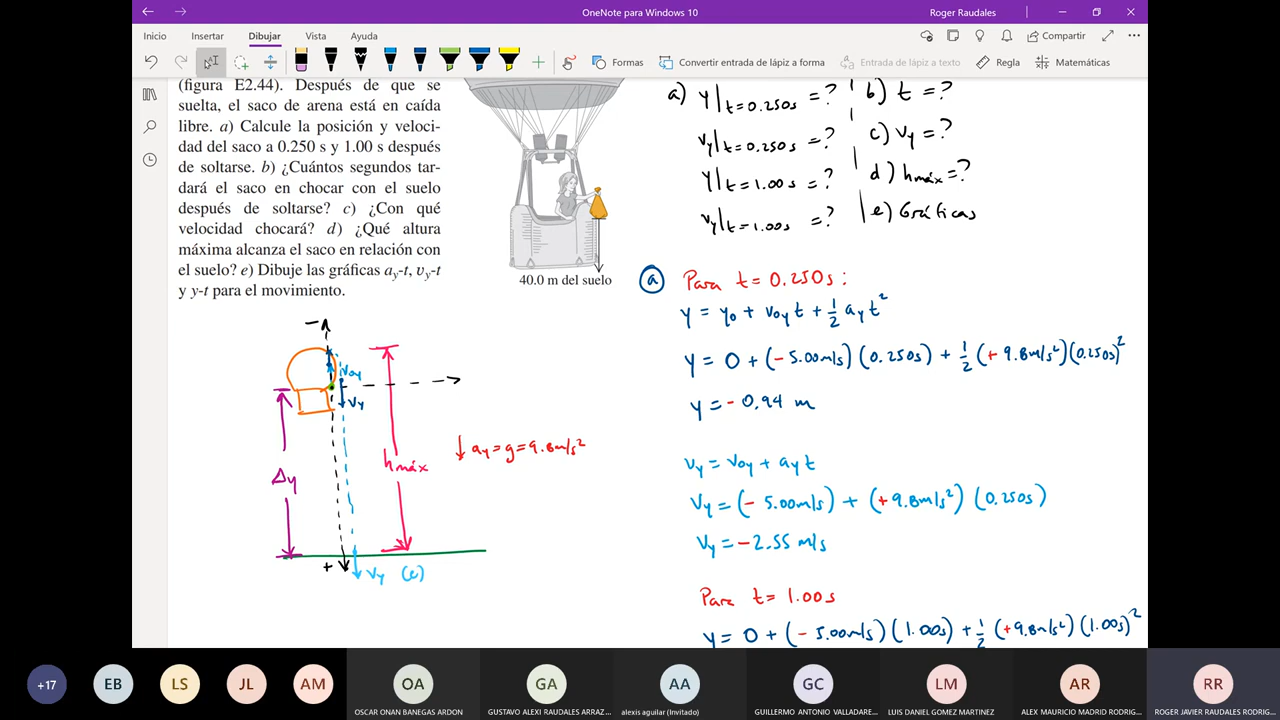 OneNote para Windows 10
Roger Raudales
Inicio Insertar Dibujar Vista Ayuda
Compartir
Formas Convertir entrada de lápiz a forma Entrada de lápiz a texto Regla Matemáticas
(figura E2.44). Después de que se
suelta, el saco de arena está en caída
libre. a) Calcule la posición y veloci-
dad del saco a 0.250 s y 1.00 s después
de soltarse. b) ¿Cuántos segundos tar-
dará el saco en chocar con el suelo
después de soltarse? c) ¿Con qué
velocidad chocará? d) ¿Qué altura
máxima alcanza el saco en relación con
el suelo? e) Dibuje las gráficas ay-t, vy-t
y y-t para el movimiento.
40.0 m del suelo
a) y|t=0.250s =?
vy|t=0.250s =?
y|t=1.00s =?
vy|t=1.00s =?
b) t =?
c) vy =?
d) hmáx=?
e) Gráficas
−
voy
vy
Δy
hmáx
ay = g = 9.8m/s²
+
vy (c)
a Para t = 0.250s:
y = y0 + voy t + 1/2 ay t²
y = 0 + (- 5.00m/s)(0.250s) + 1/2 (+ 9.8m/s²)(0.250s)²
y = - 0.94 m
vy = voy + ay t
vy = (- 5.00m/s) + (+9.8m/s²) (0.250s)
vy = -2.55 m/s
Para t = 1.00s
y = 0 + (- 5.00m/s)(1.00s) + 1/2 (+9.8m/s²)(1.00s)²
+17 EB LS JL AM OA GA AA GC LM AR RR
OSCAR ONAN BANEGAS ARDON
GUSTAVO ALEXI RAUDALES ARRAZ...
alexis aguilar (Invitado)
GUILLERMO ANTONIO VALLADARE...
LUIS DANIEL GOMEZ MARTINEZ
ALEX MAURICIO MADRID RODRIG...
ROGER JAVIER RAUDALES RODRIG...